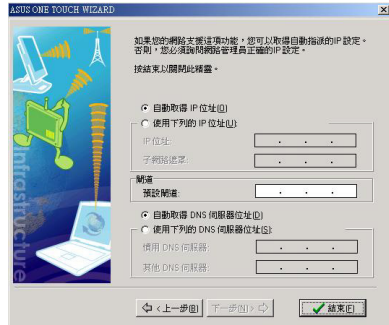 ASUS ONE TOUCH WIZARD
如果您的網路支援這項功能，您可以取得自動指派的IP 設定。
否則，您必須詢問網路管理員正確的IP 設定。
按結束以關閉此精靈。
自動取得 IP 位址(O)
使用下列的 IP 位址(U):
IP 位址:
子網路遮罩:
閘道
預設閘道:
自動取得 DNS 伺服器位址(D)
使用下列的 DNS 伺服器位址(S):
慣用 DNS 伺服器:
其他 DNS 伺服器:
Infrastructure
<上一步(B)
下一步(N)>
結束(F)